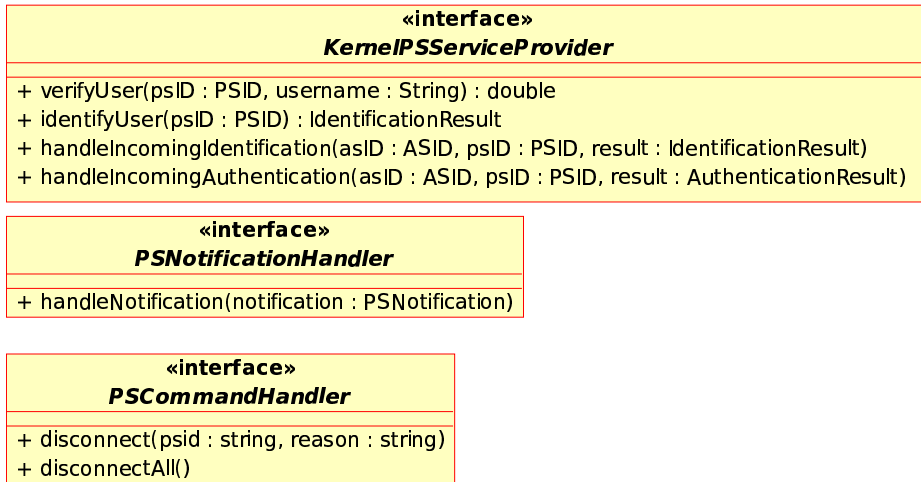 «interface»
KernelPSServiceProvider
+ verifyUser(psID : PSID, username : String) : double
+ identifyUser(psID : PSID) : IdentificationResult
+ handleIncomingIdentification(asID : ASID, psID : PSID, result : IdentificationResult)
+ handleIncomingAuthentication(asID : ASID, psID : PSID, result : AuthenticationResult)
«interface»
PSNotificationHandler
+ handleNotification(notification : PSNotification)
«interface»
PSCommandHandler
+ disconnect(psid : string, reason : string)
+ disconnectAll()